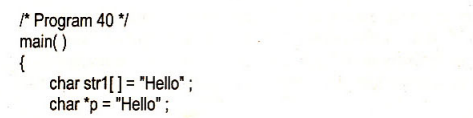 /* Program 40 */
main( )
{
char str1[ ] = "Hello" ;
char *p = "Hello" ;